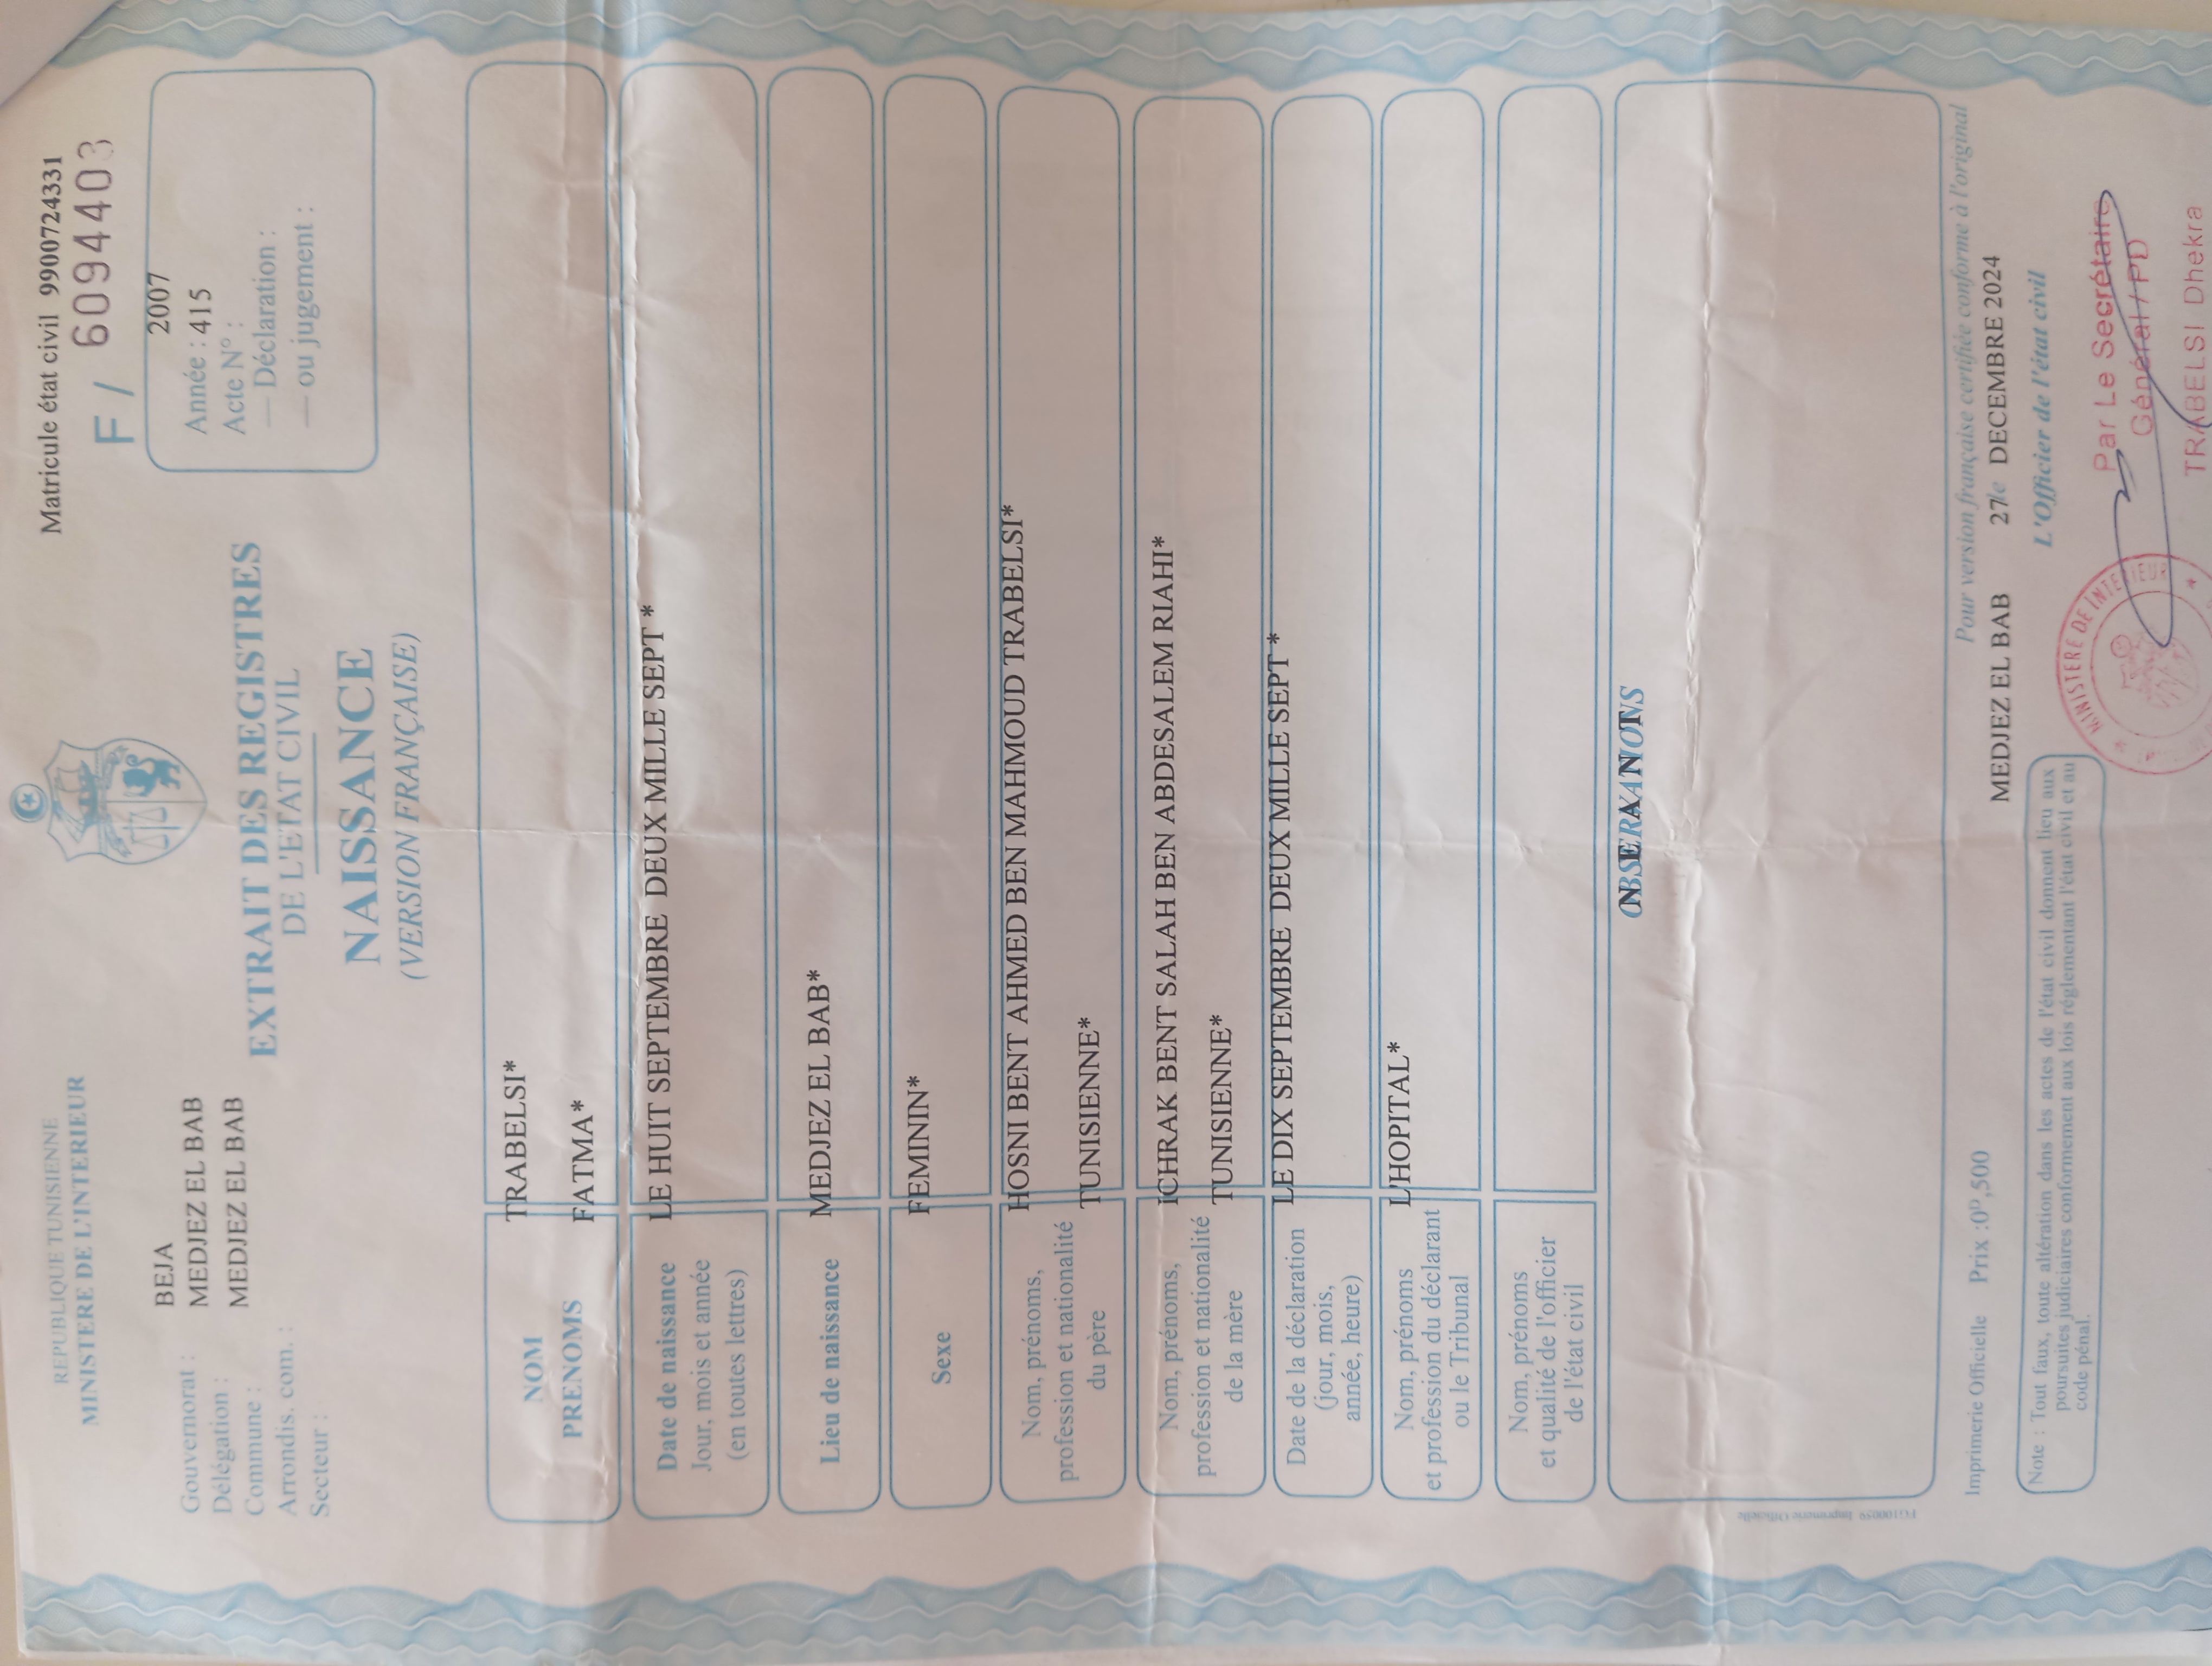 REPUBLIQUE TUNISIENNE
MINISTERE DE L'INTERIEUR
Matricule état civil 99007243​31
F / 6094403
Gouvernorat : BEJA
Délégation : MEDJEZ EL BAB
Commune : MEDJEZ EL BAB
Arrondis. com. :
Secteur :
2007
Année : 415
Acte N° :
— Déclaration :
— ou jugement :
EXTRAIT DES REGISTRES
DE L'ETAT CIVIL
NAISSANCE
(VERSION FRANÇAISE)
NOM TRABELSI*
PRENOMS FATMA*
Date de naissance LE HUIT SEPTEMBRE DEUX MILLE SEPT *
Jour, mois et année
(en toutes lettres)
Lieu de naissance MEDJEZ EL BAB*
Sexe FEMININ*
Nom, prénoms, HOSNI BENT AHMED BEN MAHMOUD TRABELSI*
profession et nationalité
du père TUNISIENNE*
Nom, prénoms, ICHRAK BENT SALAH BEN ABDESALEM RIAHI*
profession et nationalité
de la mère TUNISIENNE*
Date de la déclaration LE DIX SEPTEMBRE DEUX MILLE SEPT *
(jour, mois,
année, heure)
Nom, prénoms L'HOPITAL*
et profession du déclarant
ou le Tribunal
Nom, prénoms
et qualité de l'officier
de l'état civil
OBSERVATIONS
NEANT
FG100059 Imprimerie Officielle
Imprimerie Officielle Prix :0ᴰ,500
Pour version française certifiée conforme à l'original
MEDJEZ EL BAB 27 le DECEMBRE 2024
L'Officier de l'état civil
Note : Tout faux, toute altération dans les actes de l'état civil donnent lieu aux
poursuites judiciaires conformement aux lois réglementant l'état civil et au
code pénal.
MINISTERE DE INTERIEUR
Par Le Secrétaire
Général / PD
TRABELSI Dhekra